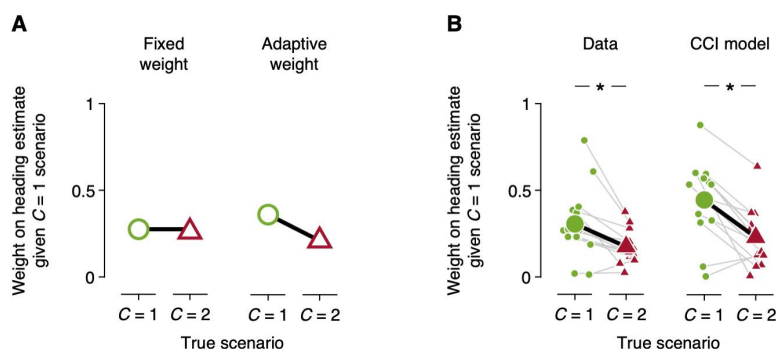 A
Fixed weight
Adaptive weight
Weight on heading estimate
given C = 1 scenario
1
0.5
0
C = 1
C = 2
C = 1
C = 2
True scenario
B
Data
CCI model
*
*
Weight on heading estimate
given C = 1 scenario
1
0.5
0
C = 1
C = 2
C = 1
C = 2
True scenario